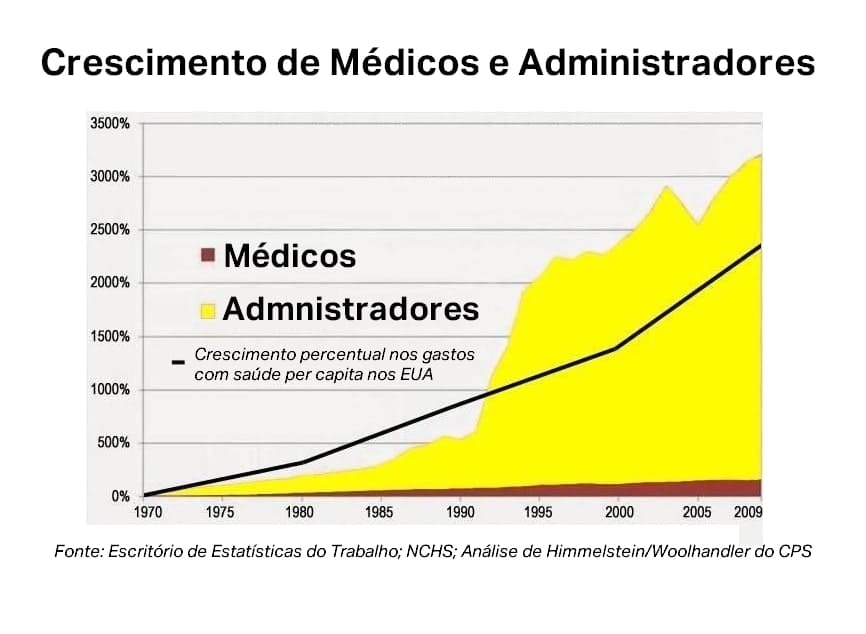 Crescimento de Médicos e Administradores
3500%
3000%
2500%
2000%
1500%
1000%
500%
0%
Médicos
Admnistradores
Crescimento percentual nos gastos
com saúde per capita nos EUA
1970 1975 1980 1985 1990 1995 2000 2005 2009
Fonte: Escritório de Estatísticas do Trabalho; NCHS; Análise de Himmelstein/Woolhandler do CPS